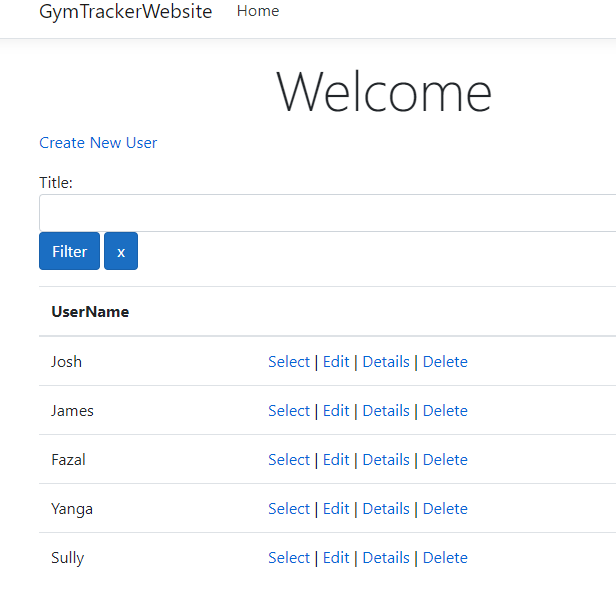 GymTrackerWebsite Home
Welcome
Create New User
Title:
Filter x
UserName
Josh Select | Edit | Details | Delete
James Select | Edit | Details | Delete
Fazal Select | Edit | Details | Delete
Yanga Select | Edit | Details | Delete
Sully Select | Edit | Details | Delete